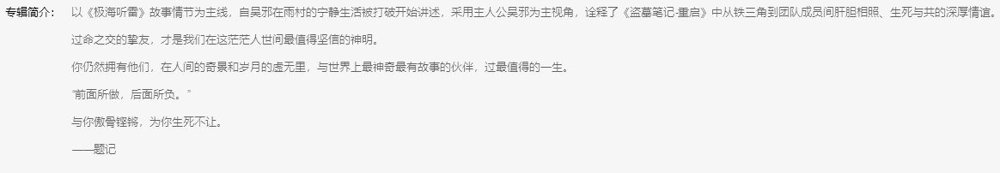 专辑简介： 以《极海听雷》故事情节为主线，自吴邪在雨村的宁静生活被打破开始讲述，采用主人公吴邪为主视角，诠释了《盗墓笔记·重启》中从铁三角到团队成员间肝胆相照、生死与共的深厚情谊。
过命之交的挚友，才是我们在这茫茫人世间最值得坚信的神明。
你仍然拥有他们，在人间的奇景和岁月的虚无里，与世界上最神奇最有故事的伙伴，过最值得的一生。
“前面所做，后面所负。”
与你傲骨铿锵，为你生死不让。
——题记